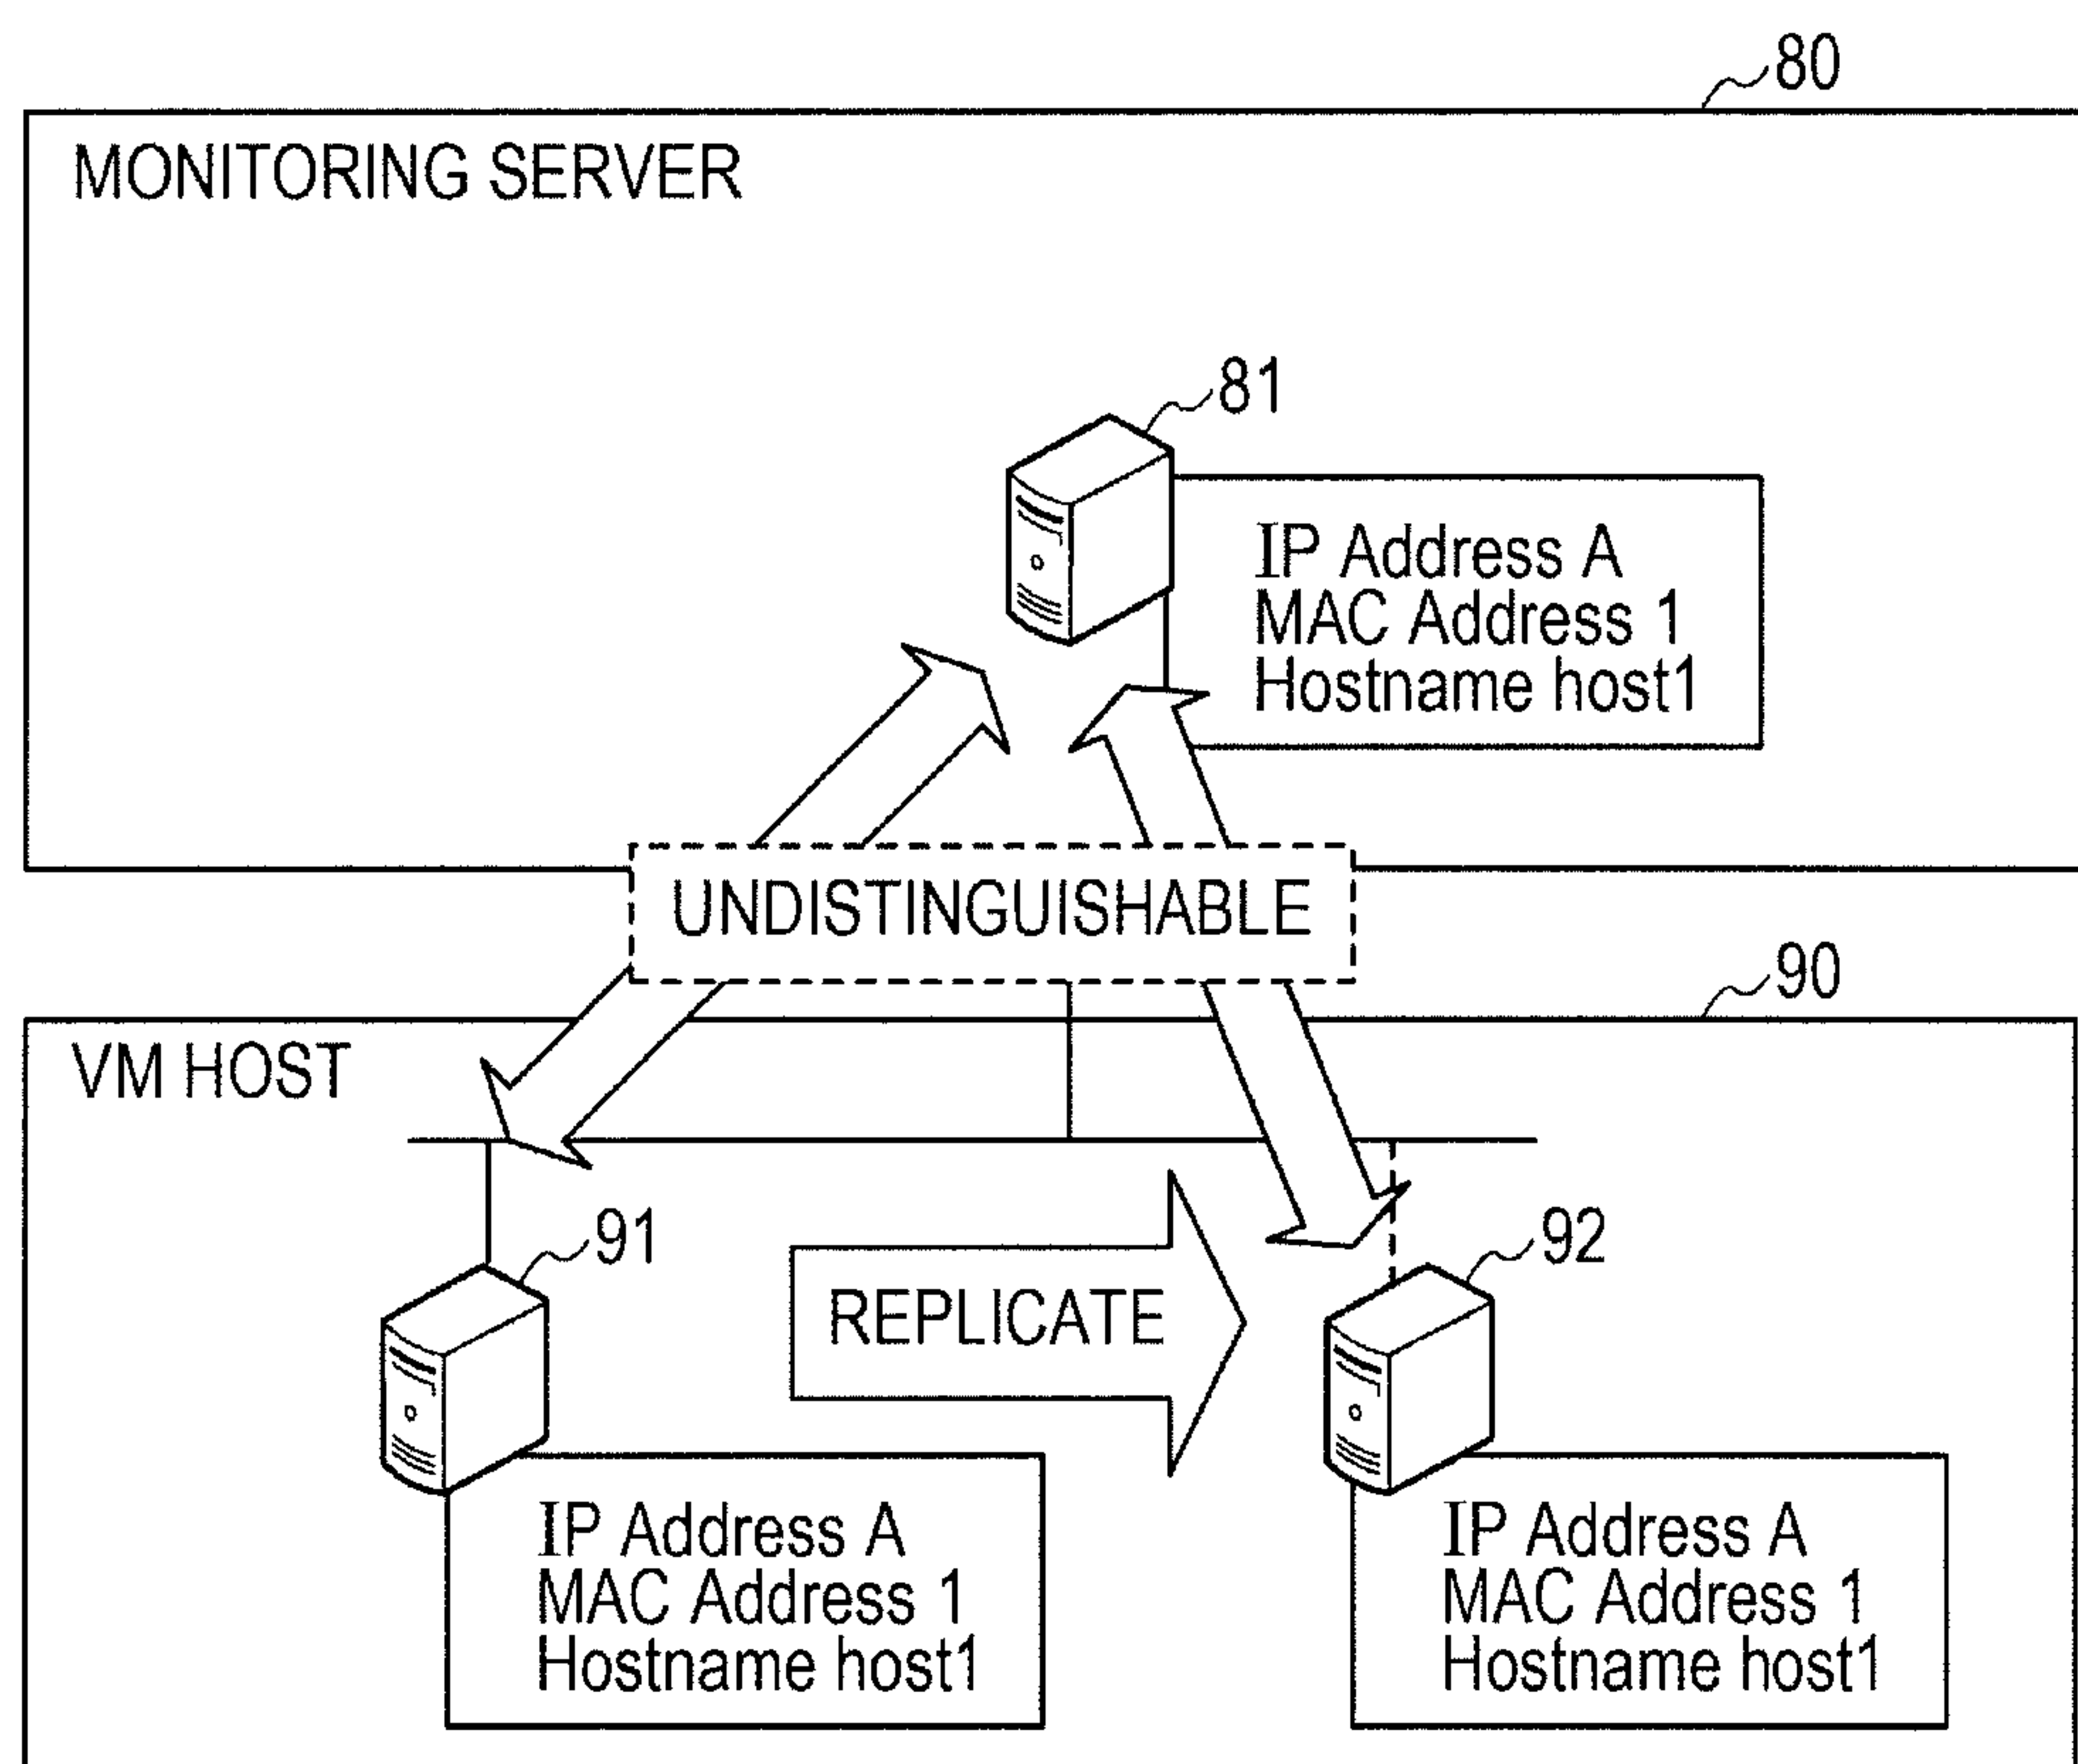 80
MONITORING SERVER
81
IP Address A
MAC Address 1
Hostname host1
UNDISTINGUISHABLE
90
VM HOST
91
92
REPLICATE
IP Address A
MAC Address 1
Hostname host1
IP Address A
MAC Address 1
Hostname host1